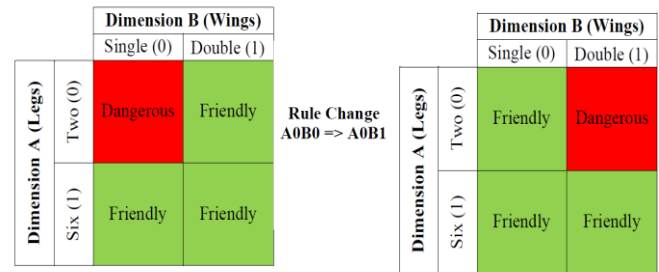 Dimension B (Wings)
Single (0) Double (1)
Dimension A (Legs)
Two (0)
Dangerous Friendly
Six (1)
Friendly Friendly
Rule Change
A0B0 => A0B1
Dimension B (Wings)
Single (0) Double (1)
Dimension A (Legs)
Two (0)
Friendly Dangerous
Six (1)
Friendly Friendly